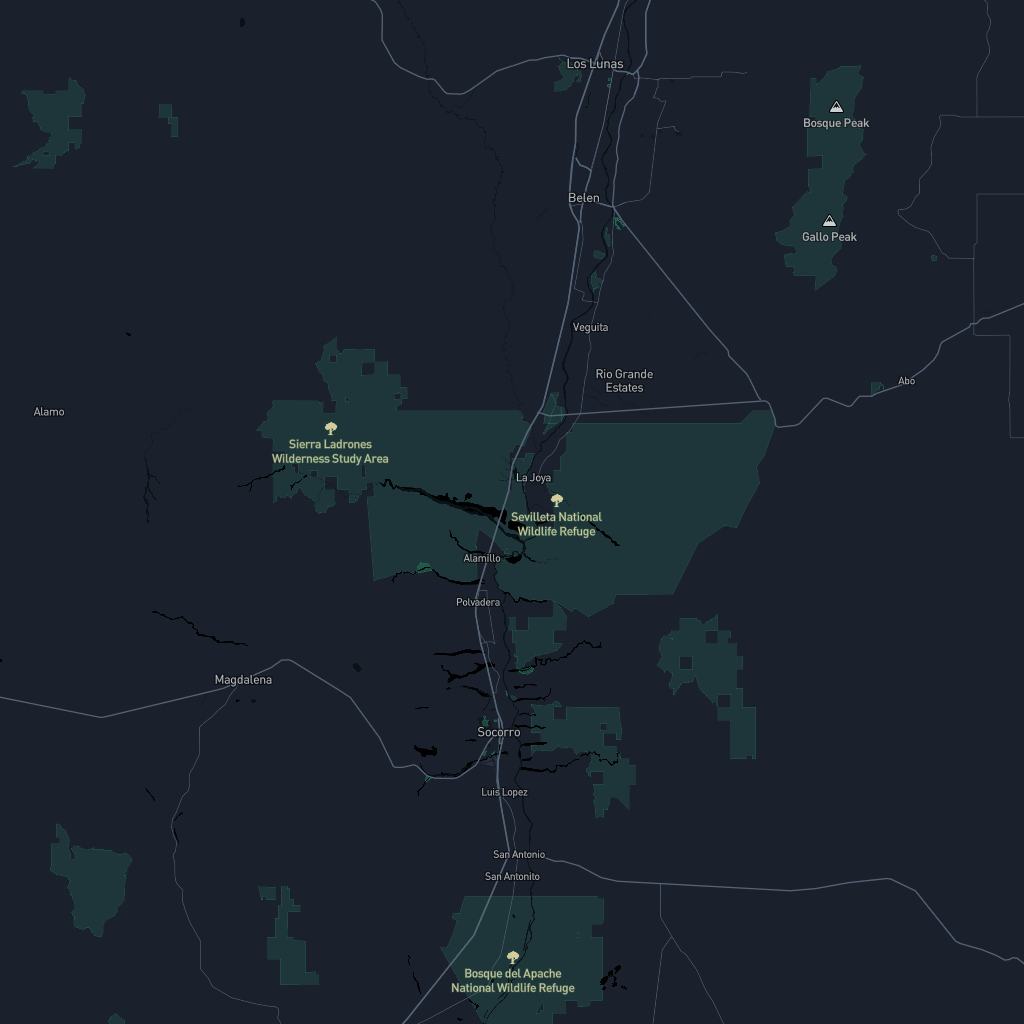 Los Lunas
Bosque Peak
Belen
Gallo Peak
Veguita
Rio Grande
Estates
Abo
Alamo
Sierra Ladrones
Wilderness Study Area
La Joya
Sevilleta National
Wildlife Refuge
Alamillo
Polvadera
Magdalena
Socorro
Luis Lopez
San Antonio
San Antonito
Bosque del Apache
National Wildlife Refuge